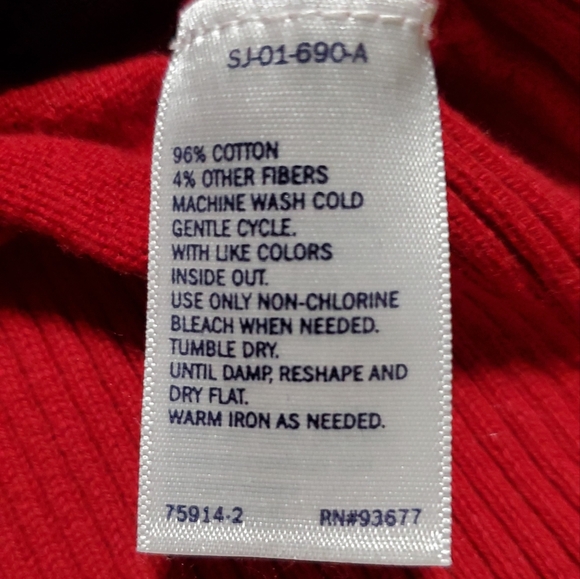 SJ-01-690-A
96% COTTON
4% OTHER FIBERS
MACHINE WASH COLD
GENTLE CYCLE.
WITH LIKE COLORS
INSIDE OUT.
USE ONLY NON-CHLORINE
BLEACH WHEN NEEDED.
TUMBLE DRY.
UNTIL DAMP, RESHAPE AND
DRY FLAT.
WARM IRON AS NEEDED.
75914-2 RN#93677